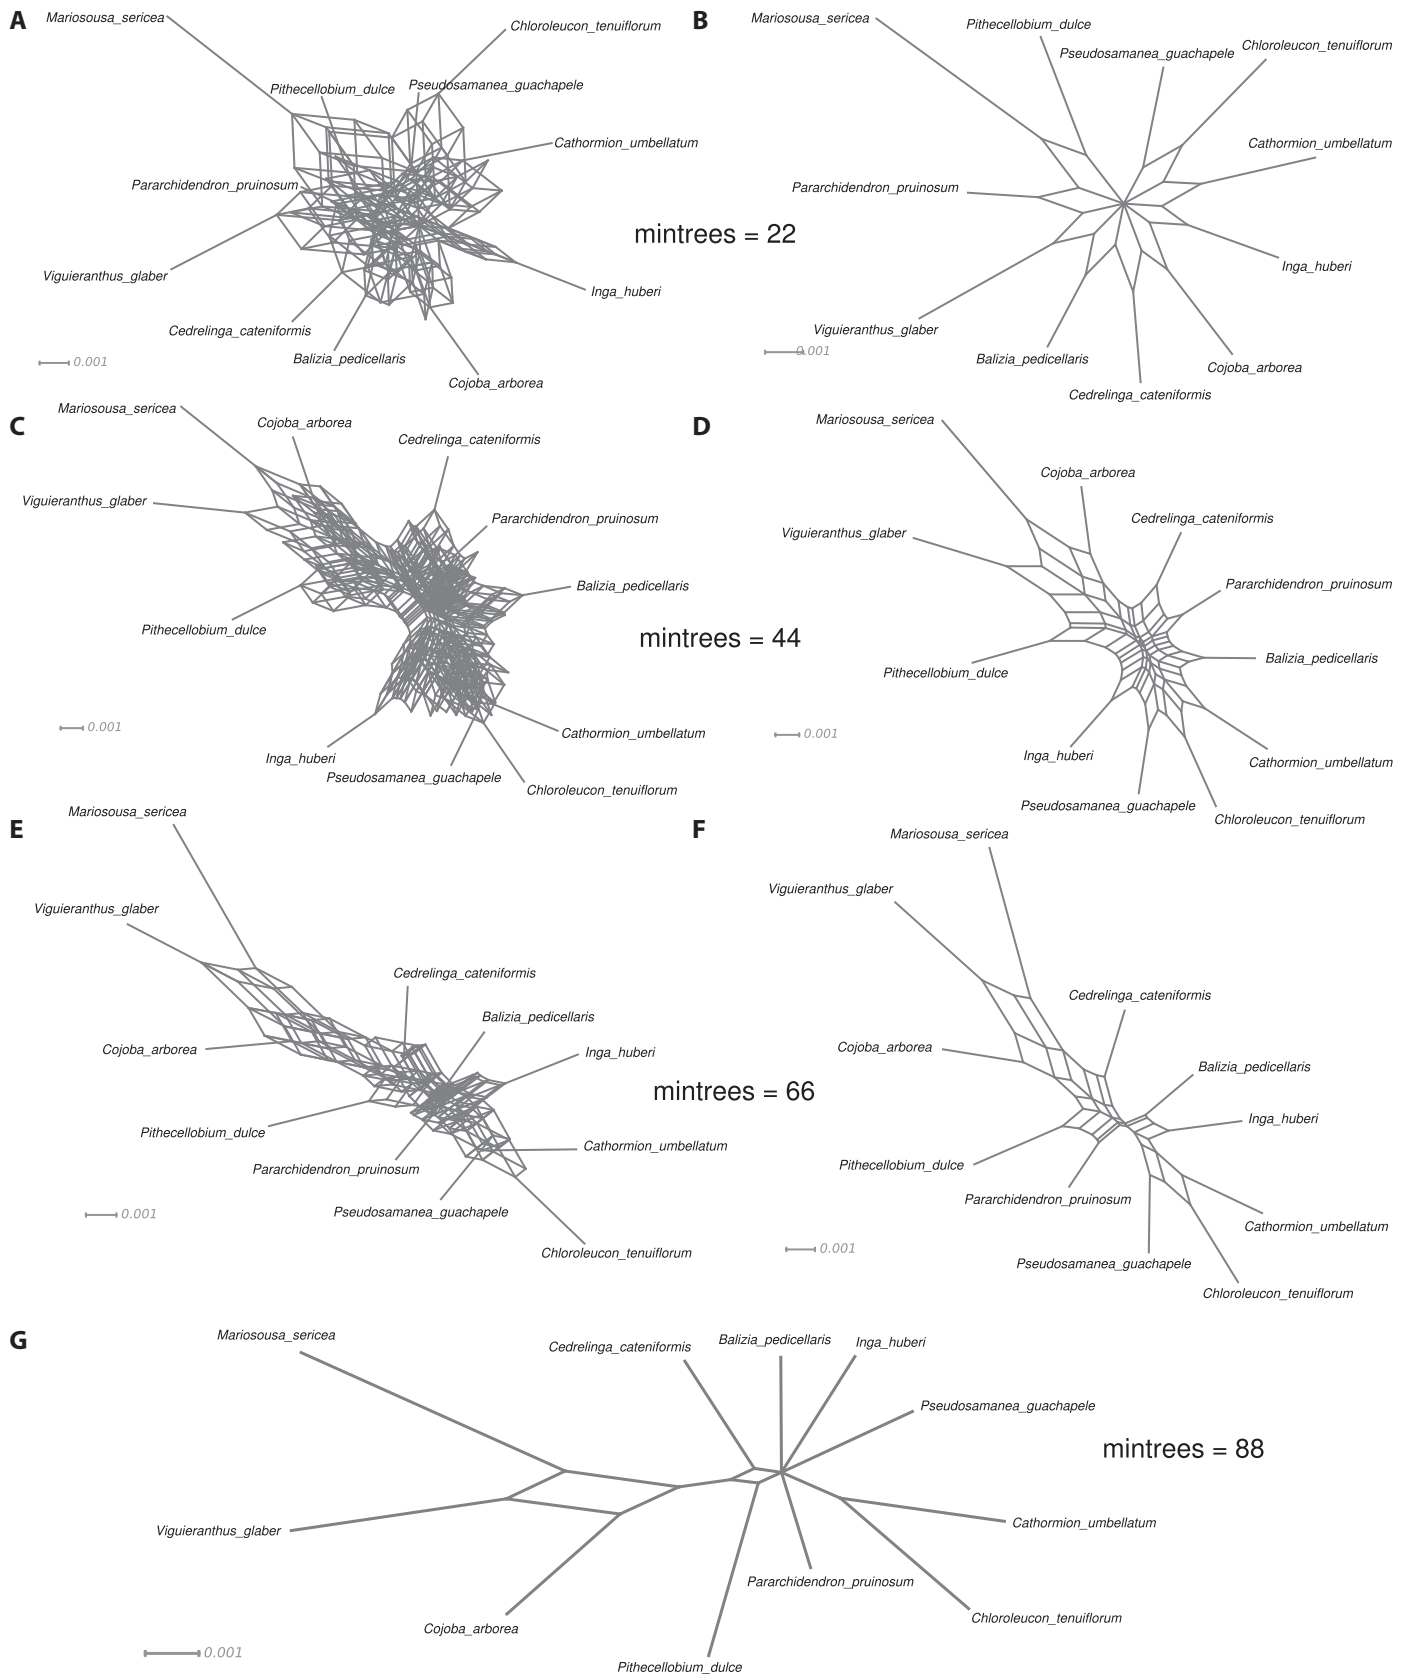 A
Mariosousa_sericea
Chloroleucon_tenuiflorum
Pithecellobium_dulce
Pseudosamanea_guachapele
Cathormion_umbellatum
Pararchidendron_pruinosum
Viguieranthus_glaber
Inga_huberi
Cedrelinga_cateniformis
Balizia_pedicellaris
Cojoba_arborea
0.001
mintrees = 22
B
Mariosousa_sericea
Pithecellobium_dulce
Pseudosamanea_guachapele
Chloroleucon_tenuiflorum
Cathormion_umbellatum
Pararchidendron_pruinosum
Inga_huberi
Viguieranthus_glaber
Balizia_pedicellaris
Cojoba_arborea
Cedrelinga_cateniformis
0.001
C
Mariosousa_sericea
Cojoba_arborea
Cedrelinga_cateniformis
Viguieranthus_glaber
Pararchidendron_pruinosum
Balizia_pedicellaris
Pithecellobium_dulce
Cathormion_umbellatum
Inga_huberi
Pseudosamanea_guachapele
Chloroleucon_tenuiflorum
0.001
mintrees = 44
D
Mariosousa_sericea
Cojoba_arborea
Cedrelinga_cateniformis
Viguieranthus_glaber
Pararchidendron_pruinosum
Balizia_pedicellaris
Pithecellobium_dulce
Inga_huberi
Cathormion_umbellatum
Pseudosamanea_guachapele
Chloroleucon_tenuiflorum
0.001
E
Mariosousa_sericea
Viguieranthus_glaber
Cedrelinga_cateniformis
Balizia_pedicellaris
Cojoba_arborea
Inga_huberi
Pithecellobium_dulce
Cathormion_umbellatum
Pararchidendron_pruinosum
Pseudosamanea_guachapele
Chloroleucon_tenuiflorum
0.001
mintrees = 66
F
Mariosousa_sericea
Viguieranthus_glaber
Cedrelinga_cateniformis
Cojoba_arborea
Balizia_pedicellaris
Inga_huberi
Pithecellobium_dulce
Pararchidendron_pruinosum
Cathormion_umbellatum
Pseudosamanea_guachapele
Chloroleucon_tenuiflorum
0.001
G
Mariosousa_sericea
Cedrelinga_cateniformis
Balizia_pedicellaris
Inga_huberi
Pseudosamanea_guachapele
mintrees = 88
Viguieranthus_glaber
Cathormion_umbellatum
Pararchidendron_pruinosum
Cojoba_arborea
Chloroleucon_tenuiflorum
Pithecellobium_dulce
0.001